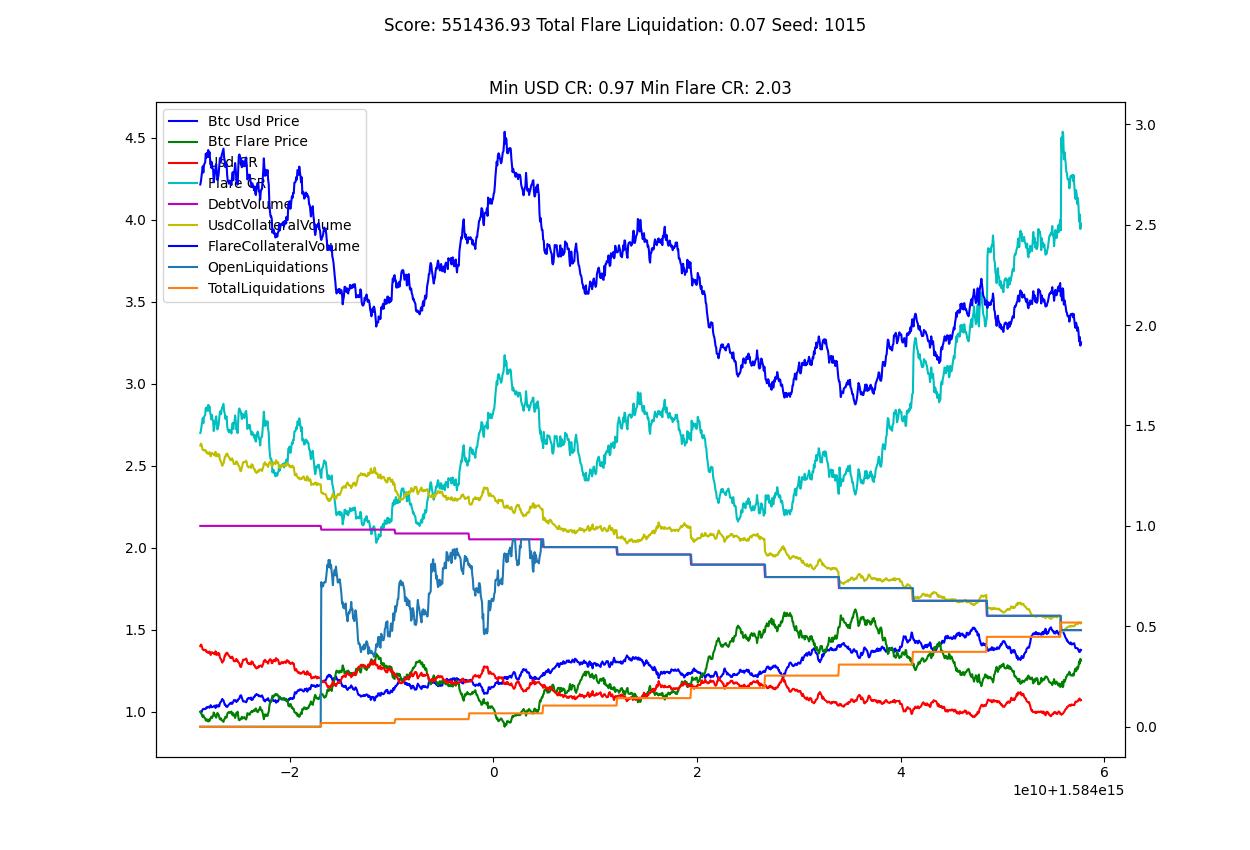 Score: 551436.93 Total Flare Liquidation: 0.07 Seed: 1015
Min USD CR: 0.97 Min Flare CR: 2.03
Btc Usd Price
Btc Flare Price
Usd CR
Flare CR
DebtVolume
UsdCollateralVolume
FlareCollateralVolume
OpenLiquidations
TotalLiquidations
4.5
4.0
3.5
3.0
2.5
2.0
1.5
1.0
3.0
2.5
2.0
1.5
1.0
0.5
0.0
−2 0 2 4 6
1e10+1.584e15